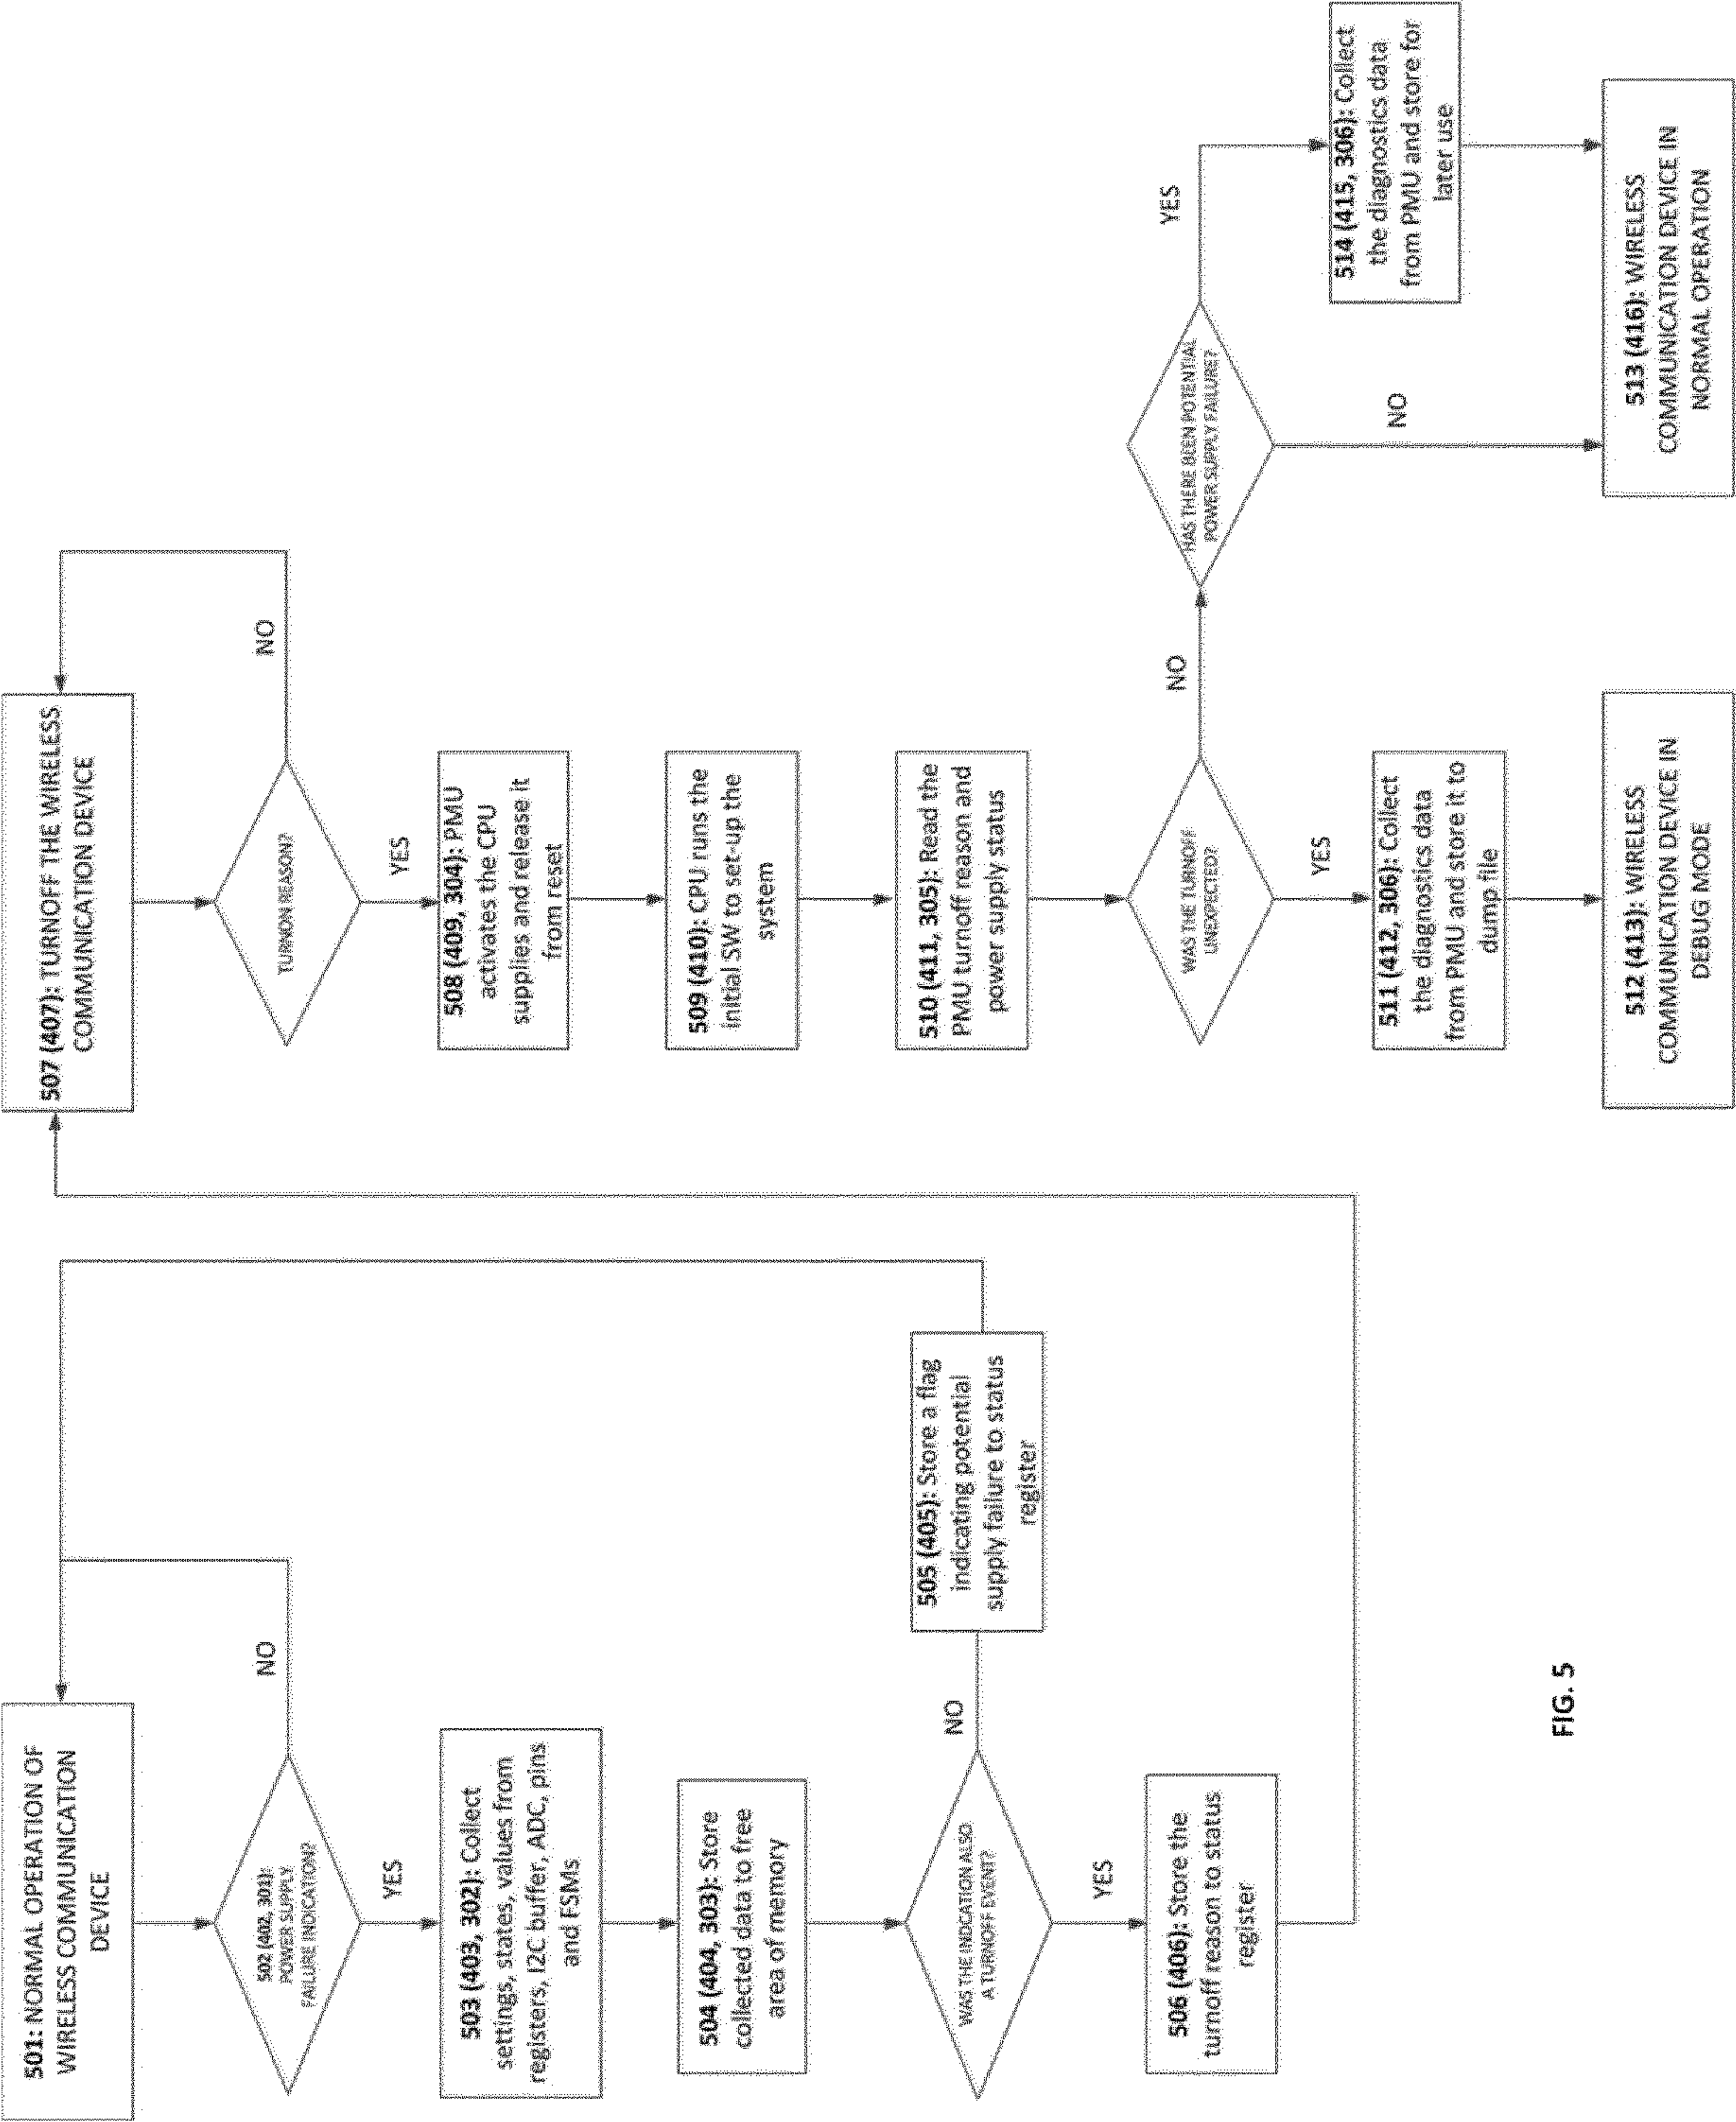 501: NORMAL OPERATION OF
WIRELESS COMMUNICATION
DEVICE
502 (402, 301):
POWER SUPPLY
FAILURE INDICATION?
NO
YES
503 (403, 302): Collect
settings, states, values from
registers, I2C buffer, ADC, pins
and FSMs
504 (404, 303): Store
collected data to free
area of memory
WAS THE INDICATION ALSO
A TURNOFF EVENT?
NO
505 (405): Store a flag
indicating potential
supply failure to status
register
YES
506 (406): Store the
turnoff reason to status
register
507 (407): TURNOFF THE WIRELESS
COMMUNICATION DEVICE
TURNON REASON?
NO
YES
508 (409, 304): PMU
activates the CPU
supplies and release it
from reset
509 (410): CPU runs the
initial SW to set-up the
system
510 (411, 305): Read the
PMU turnoff reason and
power supply status
WAS THE TURNOFF
UNEXPECTED?
NO
YES
511 (412, 306): Collect
the diagnostics data
from PMU and store it to
dump file
512 (413): WIRELESS
COMMUNICATION DEVICE IN
DEBUG MODE
HAS THERE BEEN POTENTIAL
POWER SUPPLY FAILURE?
YES
NO
514 (415, 306): Collect
the diagnostics data
from PMU and store for
later use
513 (416): WIRELESS
COMMUNICATION DEVICE IN
NORMAL OPERATION
FIG. 5